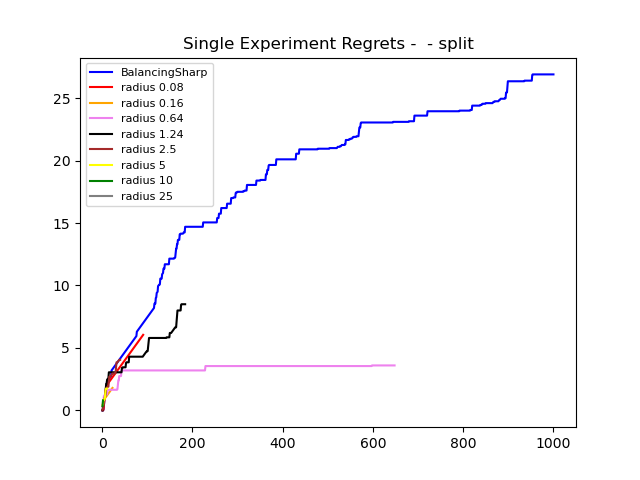 Single Experiment Regrets -  - split
BalancingSharp
radius 0.08
radius 0.16
radius 0.64
radius 1.24
radius 2.5
radius 5
radius 10
radius 25
25
20
15
10
5
0
0 200 400 600 800 1000